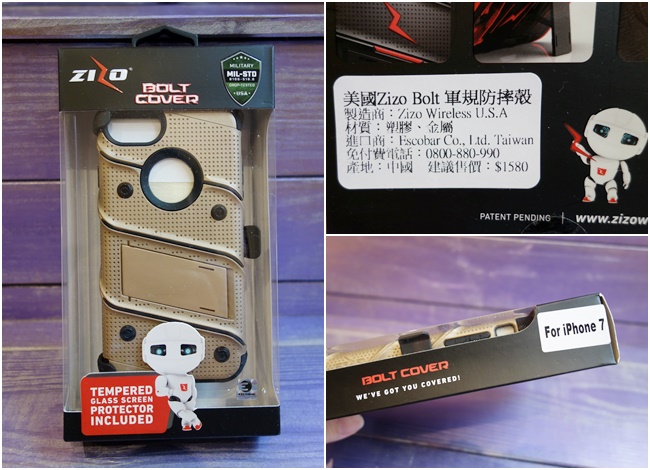 ZIZO
BOLT
COVER
MILITARY
MIL-STD
DROP-TESTED
USA
TEMPERED
GLASS SCREEN
PROTECTOR
INCLUDED
美國Zizo Bolt 軍規防摔殼
製造商：Zizo Wireless U.S.A
材質：塑膠、金屬
進口商：Escobar Co., Ltd. Taiwan
免付費電話：0800-880-990
產地：中國 建議售價：$1580
PATENT PENDING
www.zizow
For iPhone 7
BOLT COVER
WE'VE GOT YOU COVERED!